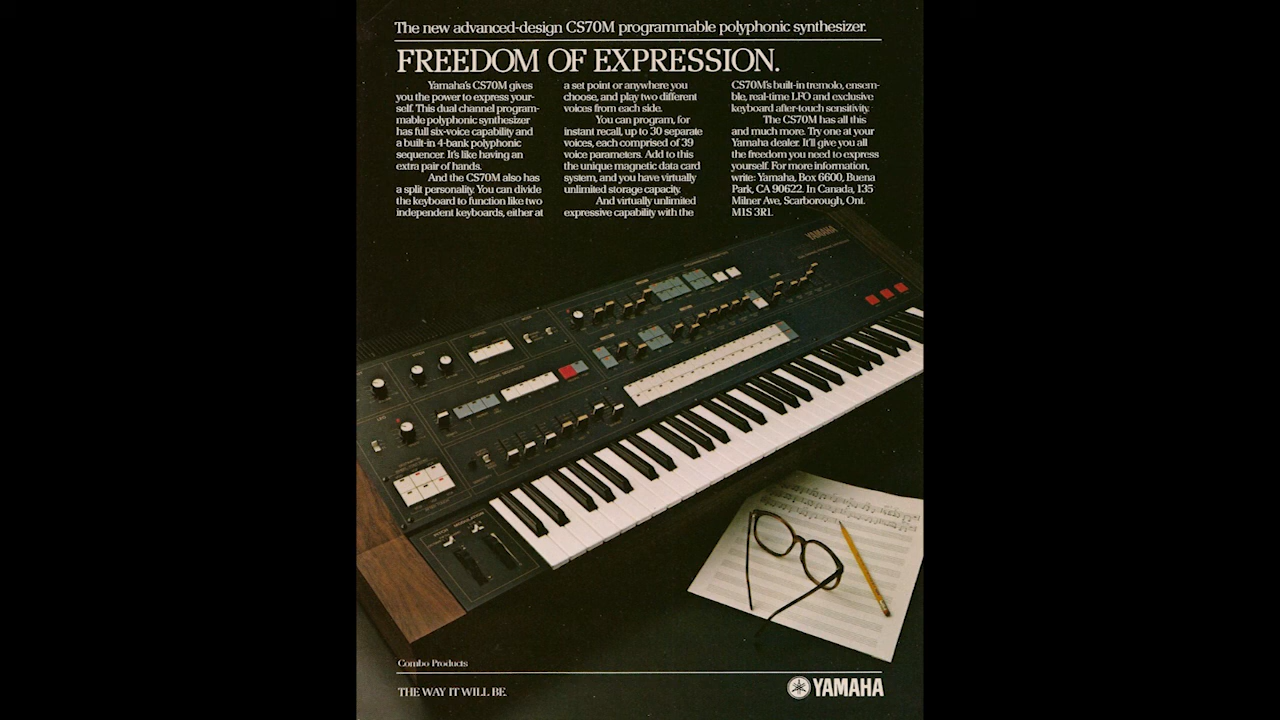 The new advanced-design CS70M programmable polyphonic synthesizer.
FREEDOM OF EXPRESSION.
Yamaha's CS70M gives
you the power to express your-
self. This dual channel program-
mable polyphonic synthesizer
has full six-voice capability and
a built-in 4-bank polyphonic
sequencer. It's like having an
extra pair of hands.
And the CS70M also has
a split personality. You can divide
the keyboard to function like two
independent keyboards, either at
a set point or anywhere you
choose, and play two different
voices from each side.
You can program, for
instant recall, up to 30 separate
voices, each comprised of 39
voice parameters. Add to this
the unique magnetic data card
system, and you have virtually
unlimited storage capacity.
And virtually unlimited
expressive capability with the
CS70M's built-in tremolo, ensem-
ble, real-time LFO and exclusive
keyboard after-touch sensitivity.
The CS70M has all this
and much more. Try one at your
Yamaha dealer. It'll give you all
the freedom you need to express
yourself. For more information,
write: Yamaha, Box 6600, Buena
Park, CA 90622. In Canada, 135
Milner Ave, Scarborough, Ont.
M1S 3R1.
YAMAHA
Combo Products
THE WAY IT WILL BE.
YAMAHA